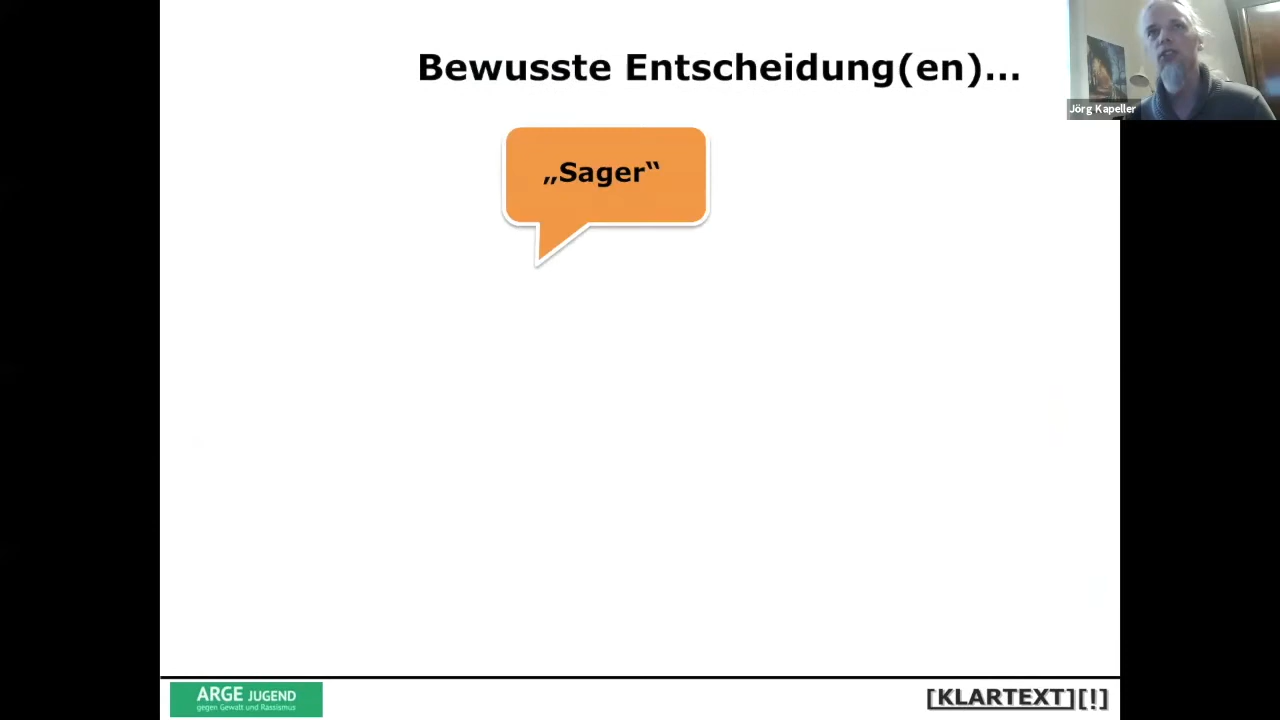 Bewusste Entscheidung(en)...
Jörg Kapeller
„Sager“
ARGE JUGEND
gegen Gewalt und Rassismus
[KLARTEXT][!]